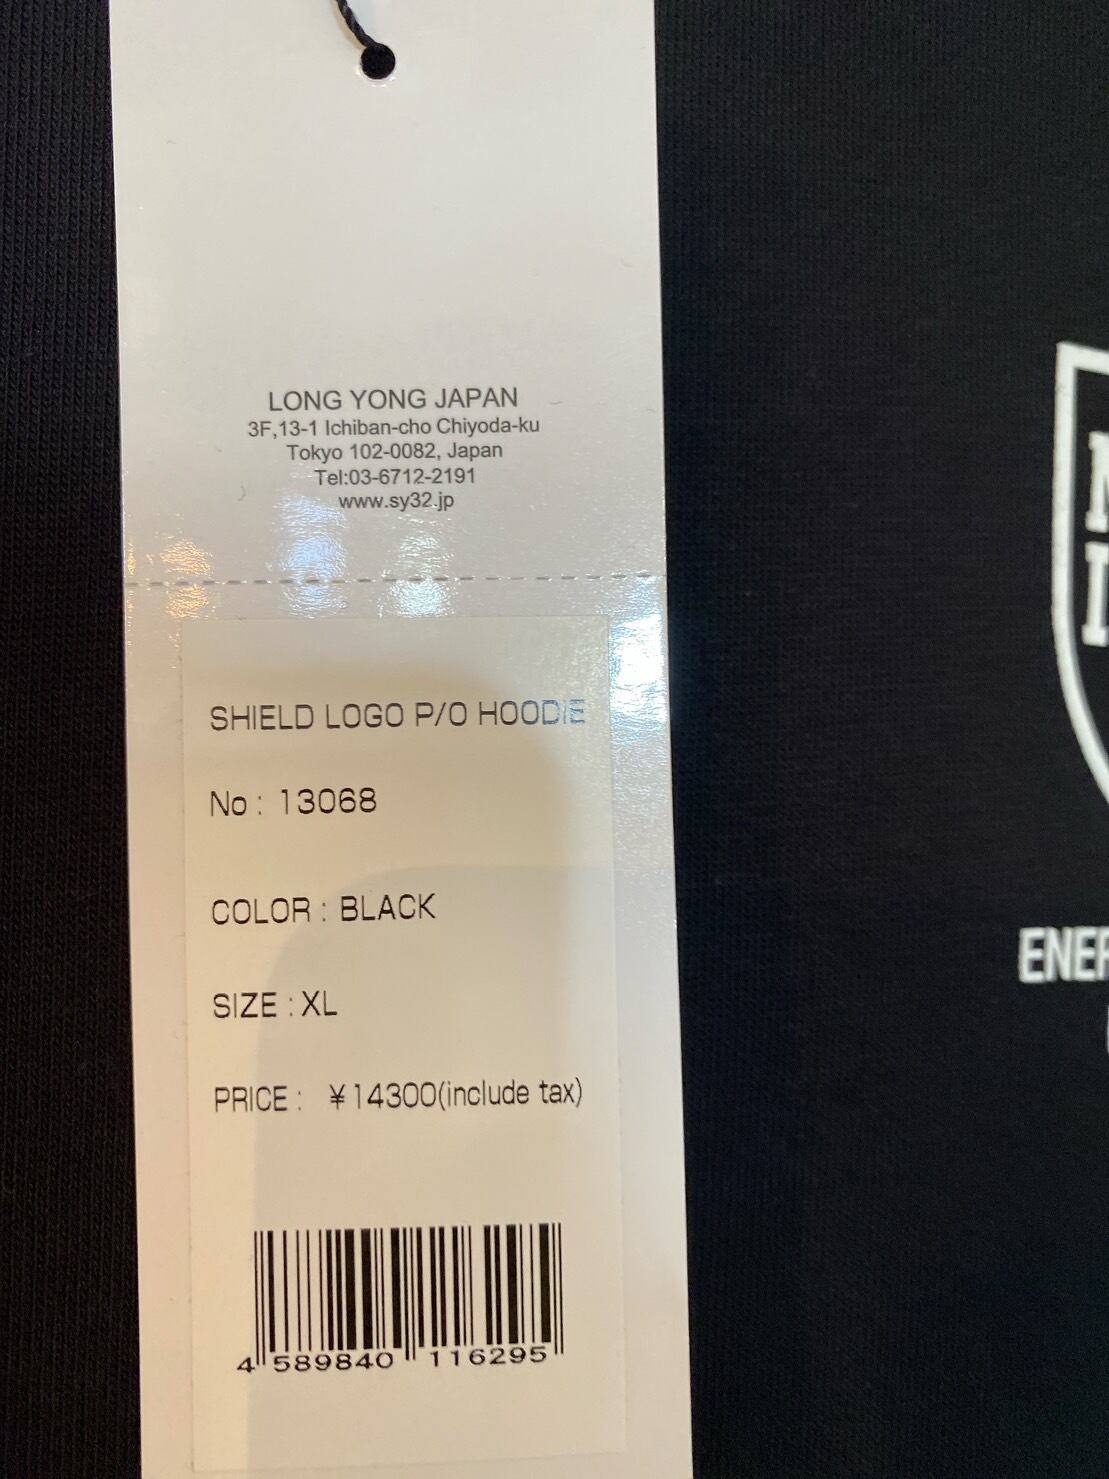 LONG YONG JAPAN
3F,13-1 Ichiban-cho Chiyoda-ku
Tokyo 102-0082, Japan
Tel:03-6712-2191
www.sy32.jp
SHIELD LOGO P/O HOODIE
No : 13068
COLOR : BLACK
SIZE : XL
PRICE : ¥14300(include tax)
4 589840 116295